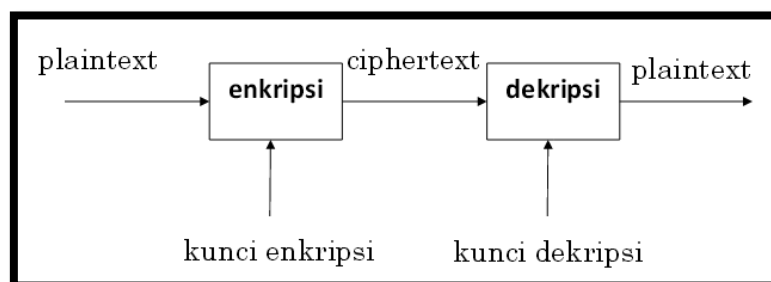 plaintext
enkripsi
ciphertext
dekripsi
plaintext
kunci enkripsi
kunci dekripsi